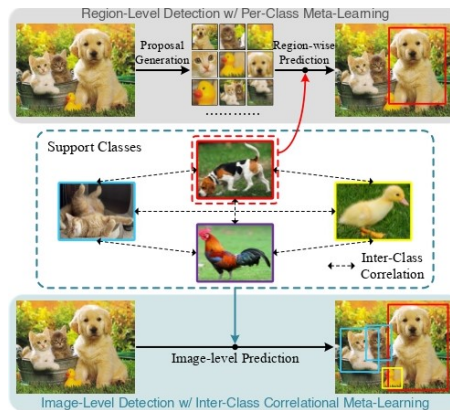 Region-Level Detection w/ Per-Class Meta-Learning
Proposal
Generation
Region-wise
Prediction
............
Support Classes
Inter-Class
Correlation
Image-level Prediction
Image-Level Detection w/ Inter-Class Correlational Meta-Learning